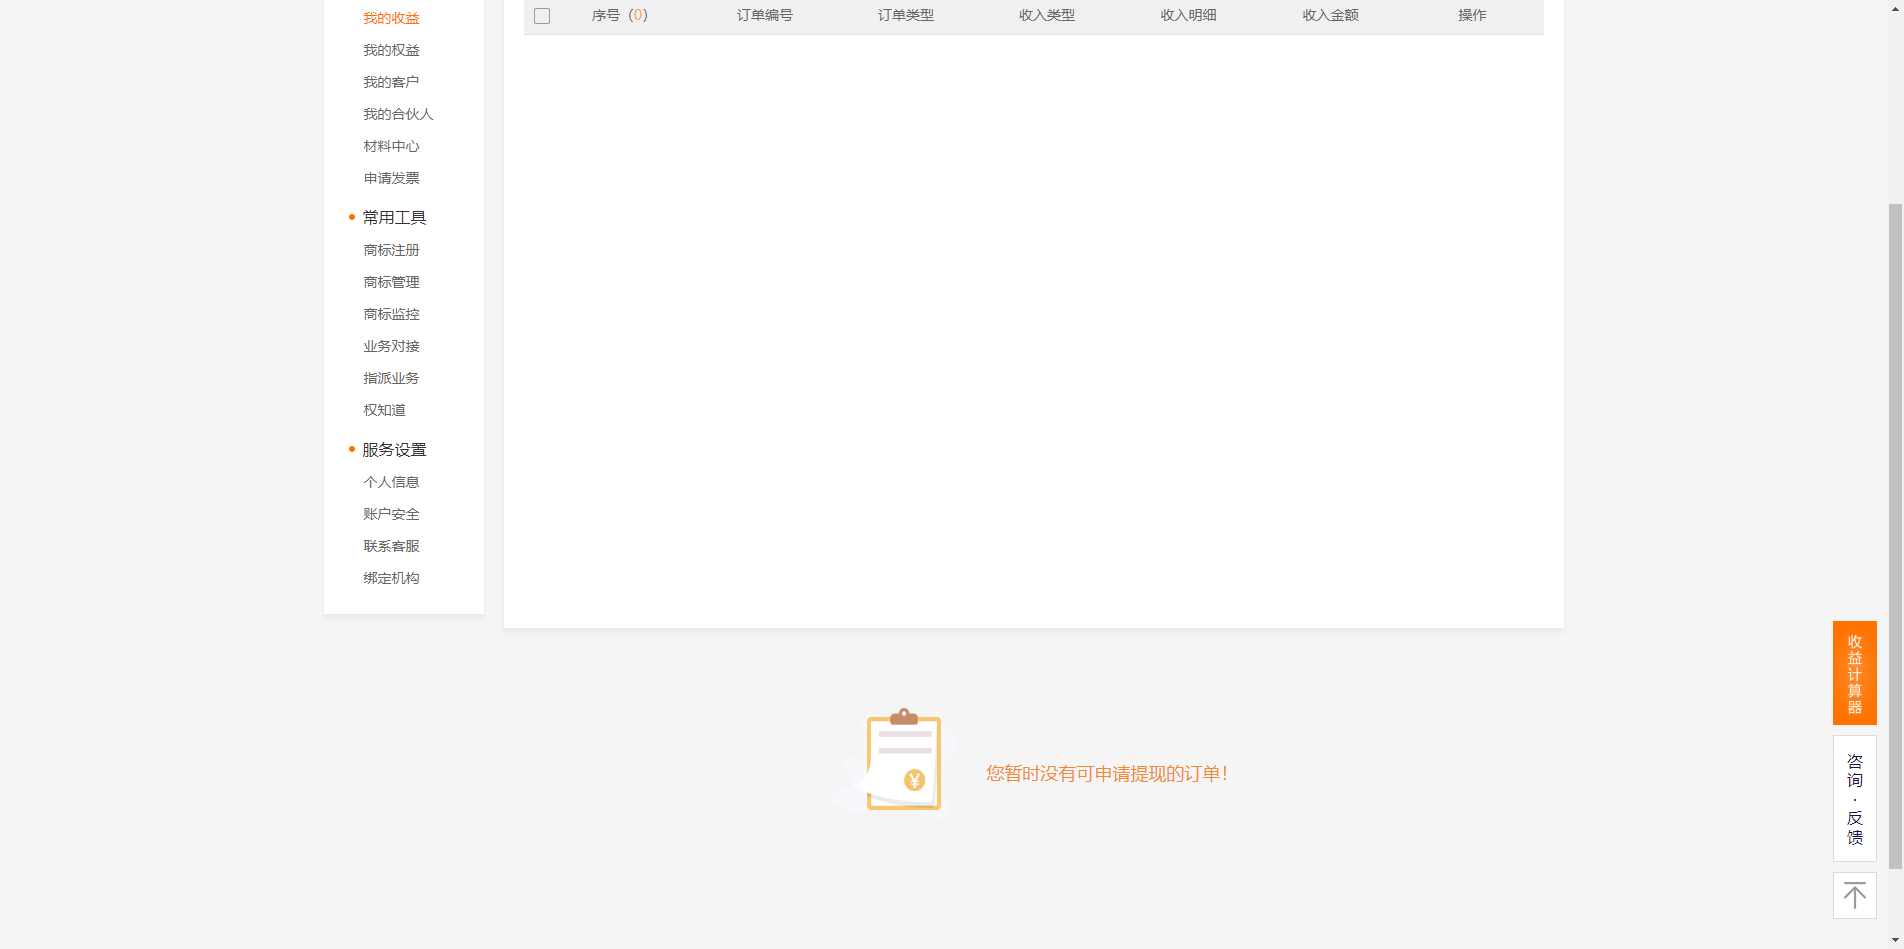 我的收益
我的权益
我的客户
我的合伙人
材料中心
申请发票
常用工具
商标注册
商标管理
商标监控
业务对接
指派业务
权知道
服务设置
个人信息
账户安全
联系客服
绑定机构
序号（0） 订单编号 订单类型 收入类型 收入明细 收入金额 操作
¥
您暂时没有可申请提现的订单！
收益计算器
咨询·反馈